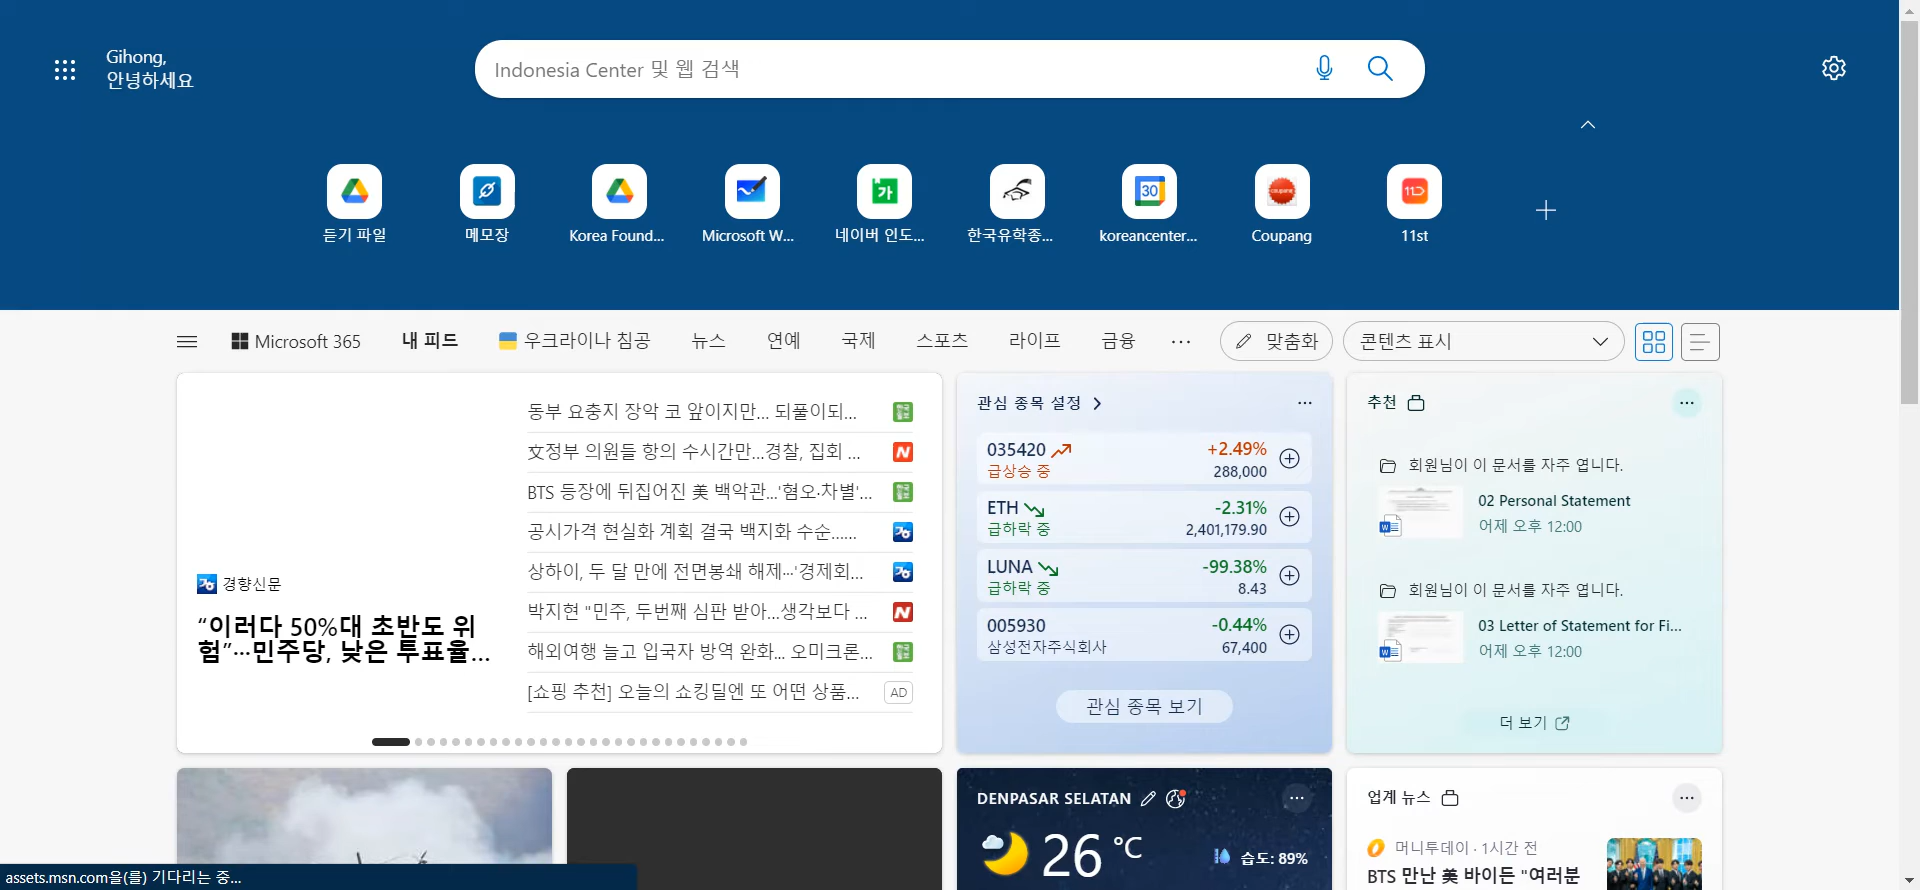 Gihong,
안녕하세요
Indonesia Center 및 웹 검색
듣기 파일
메모장
Korea Found...
Microsoft W...
네이버 인도...
한국유학종...
koreancenter...
Coupang
11st
Microsoft 365
내 피드
우크라이나 침공
뉴스
연예
국제
스포츠
라이프
금융
맞춤화
콘텐츠 표시
경향신문
“이러다 50%대 초반도 위
험”…민주당, 낮은 투표율...
동부 요충지 장악 코 앞이지만... 되풀이되...
文정부 의원들 항의 수시간만...경찰, 집회 ...
BTS 등장에 뒤집어진 美 백악관...'혐오·차별'...
공시가격 현실화 계획 결국 백지화 수순......
상하이, 두 달 만에 전면봉쇄 해제…'경제회...
박지현 "민주, 두번째 심판 받아...생각보다 ...
해외여행 늘고 입국자 방역 완화... 오미크론...
[쇼핑 추천] 오늘의 쇼킹딜엔 또 어떤 상품...
AD
관심 종목 설정
035420 +2.49%
급상승 중 288,000
ETH -2.31%
급하락 중 2,401,179.90
LUNA -99.38%
급하락 중 8.43
005930 -0.44%
삼성전자주식회사 67,400
관심 종목 보기
추천
회원님이 이 문서를 자주 엽니다.
02 Personal Statement
어제 오후 12:00
회원님이 이 문서를 자주 엽니다.
03 Letter of Statement for Fi...
어제 오후 12:00
더 보기
DENPASAR SELATAN
26 °C
습도: 89%
업계 뉴스
머니투데이 · 1시간 전
BTS 만난 美 바이든 "여러분
assets.msn.com을(를) 기다리는 중...